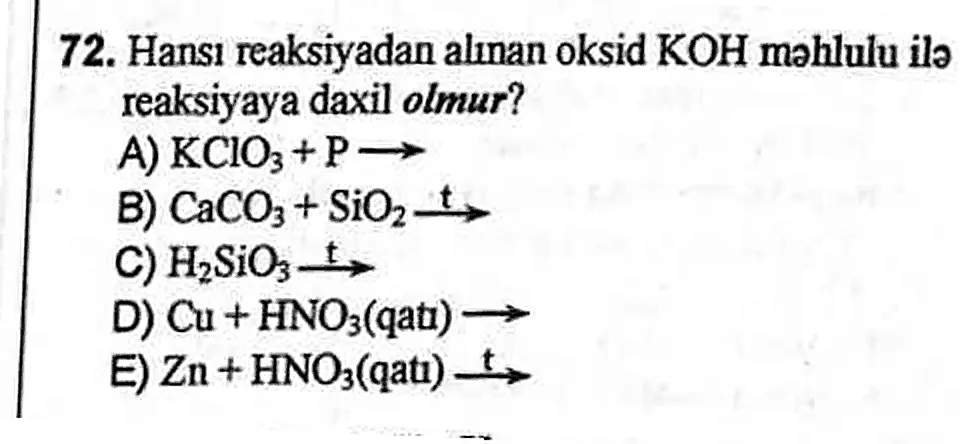 72. Hansı reaksiyadan alınan oksid KOH məhlulu ilə
reaksiyaya daxil olmur?
A) KClO₃ + P ⟶
B) CaCO₃ + SiO₂ —t→
C) H₂SiO₃ —t→
D) Cu + HNO₃(qatı) ⟶
E) Zn + HNO₃(qatı) —t→